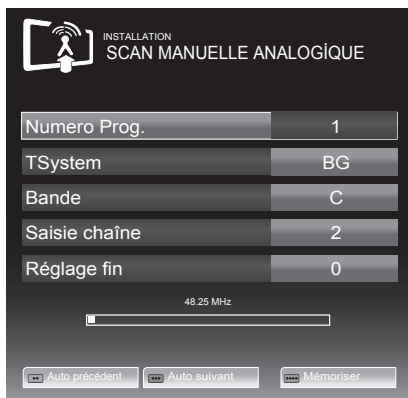 INSTALLATION
SCAN MANUELLE ANALOGİQUE
Numero Prog. 1
TSystem BG
Bande C
Saisie chaîne 2
Réglage fin 0
48.25 MHz
Auto précédent Auto suivant Mémoriser